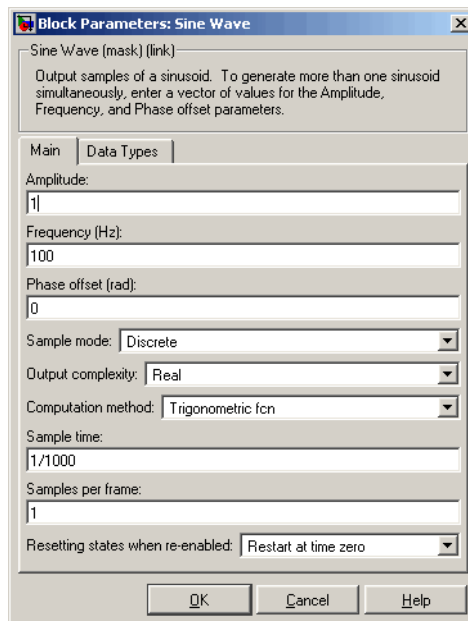 Block Parameters: Sine Wave
Sine Wave (mask) (link)
Output samples of a sinusoid. To generate more than one sinusoid
simultaneously, enter a vector of values for the Amplitude,
Frequency, and Phase offset parameters.
Main Data Types
Amplitude:
1
Frequency (Hz):
100
Phase offset (rad):
0
Sample mode: Discrete
Output complexity: Real
Computation method: Trigonometric fcn
Sample time:
1/1000
Samples per frame:
1
Resetting states when re-enabled: Restart at time zero
OK Cancel Help